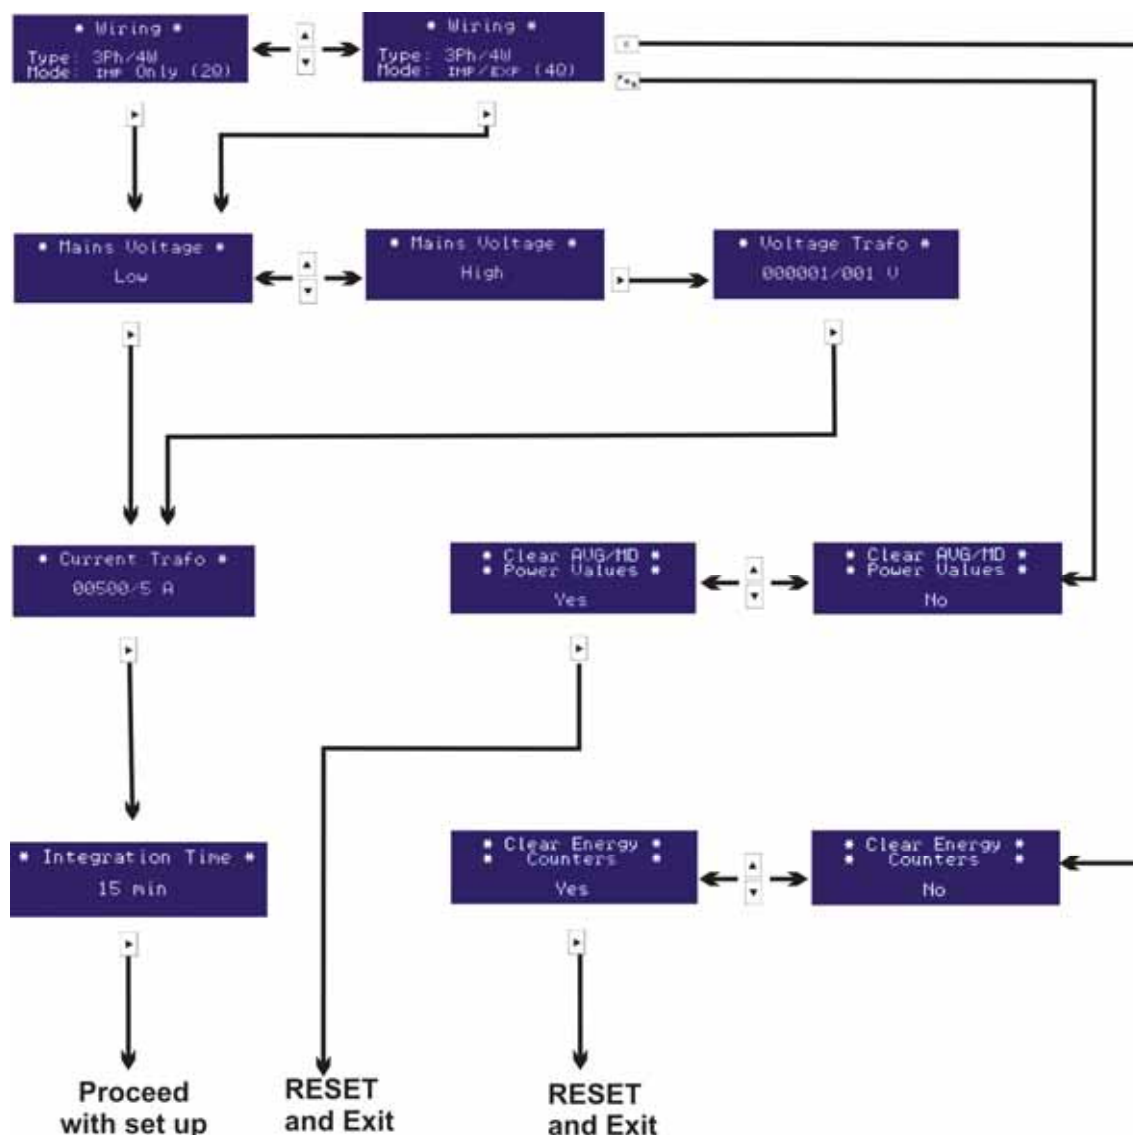 * Wiring *
Type: 3Ph/4W
Mode: IMP Only (20)
* Wiring *
Type: 3Ph/4W
Mode: IMP/EXP (40)
* Mains Voltage *
Low
* Mains Voltage *
High
* Voltage Trafo *
000001/001 V
* Current Trafo *
00500/5 A
* Clear AVG/MD *
* Power Values *
Yes
* Clear AVG/MD *
* Power Values *
No
* Integration Time *
15 min
* Clear Energy *
* Counters *
Yes
* Clear Energy *
* Counters *
No
Proceed
with set up
RESET
and Exit
RESET
and Exit